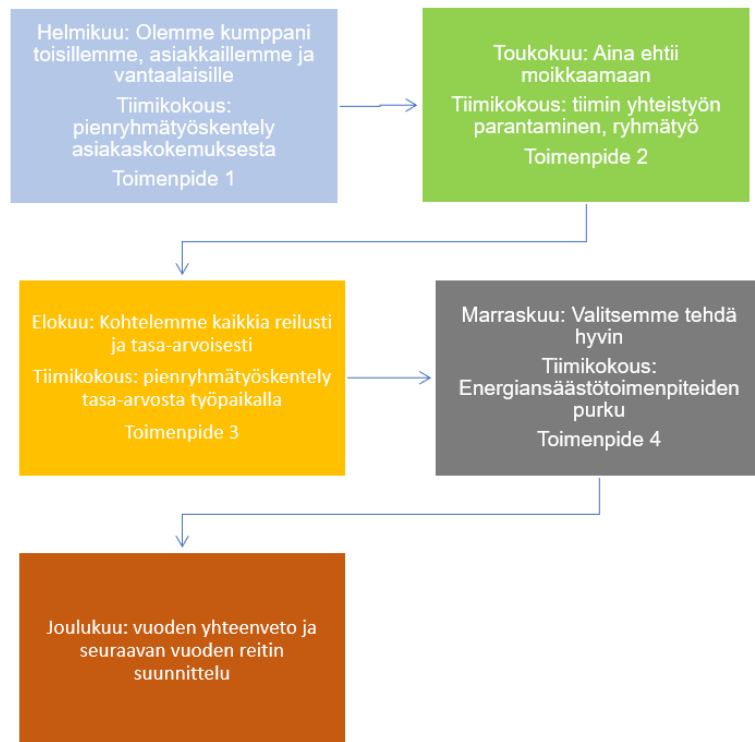 Helmikuu: Olemme kumppani
toisillemme, asiakkaillemme ja
vantaalaisille
Tiimikokous:
pienryhmätyöskentely
asiakaskokemuksesta
Toimenpide 1
Toukokuu: Aina ehtii
moikkaamaan
Tiimikokous: tiimin yhteistyön
parantaminen, ryhmätyö
Toimenpide 2
Elokuu: Kohtelemme kaikkia reilusti
ja tasa-arvoisesti
Tiimikokous: pienryhmätyöskentely
tasa-arvosta työpaikalla
Toimenpide 3
Marraskuu: Valitsemme tehdä
hyvin
Tiimikokous:
Energiansäästötoimenpiteiden
purku
Toimenpide 4
Joulukuu: vuoden yhteenveto ja
seuraavan vuoden reitin
suunnittelu